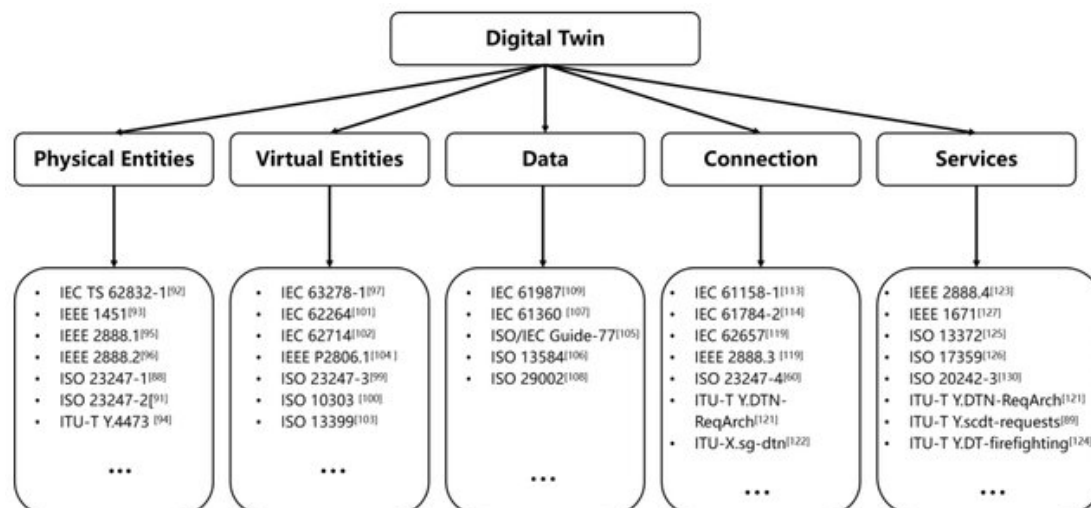 Digital Twin
Physical Entities
Virtual Entities
Data
Connection
Services
• IEC TS 62832-1[92]
• IEEE 1451[93]
• IEEE 2888.1[95]
• IEEE 2888.2[96]
• ISO 23247-1[88]
• ISO 23247-2[[91]
• ITU-T Y.4473 [94]
...
• IEC 63278-1[97]
• IEC 62264[101]
• IEC 62714[102]
• IEEE P2806.1[104 ]
• ISO 23247-3[99]
• ISO 10303 [100]
• ISO 13399[103]
...
• IEC 61987[109]
• IEC 61360 [107]
• ISO/IEC Guide-77[105]
• ISO 13584[106]
• ISO 29002[108]
...
• IEC 61158-1[113]
• IEC 61784-2[114]
• IEC 62657[119]
• IEEE 2888.3 [119]
• ISO 23247-4[60]
• ITU-T Y.DTN-
ReqArch[121]
• ITU-X.sg-dtn[122]
...
• IEEE 2888.4[123]
• IEEE 1671[127]
• ISO 13372[125]
• ISO 17359[126]
• ISO 20242-3[130]
• ITU-T Y.DTN-ReqArch[121]
• ITU-T Y.scdt-requests[89]
• ITU-T Y.DT-firefighting[124]
...